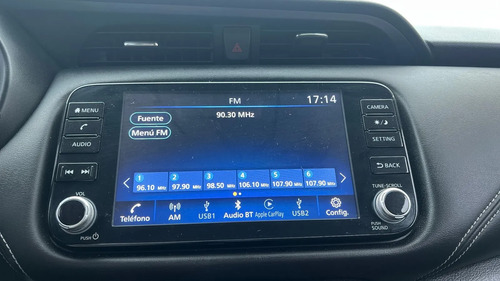 FM 17:14
90.30 MHz
Fuente
Menú FM
1 2 3 4 5 6
96.10 MHz 97.90 MHz 98.50 MHz 106.10 MHz 107.90 MHz 107.90 MHz
Teléfono AM USB1 Audio BT Apple CarPlay USB2 Config.
MENU
AUDIO
VOL
PUSH
CAMERA
SETTING
BACK
TUNE·SCROLL
PUSH SOUND